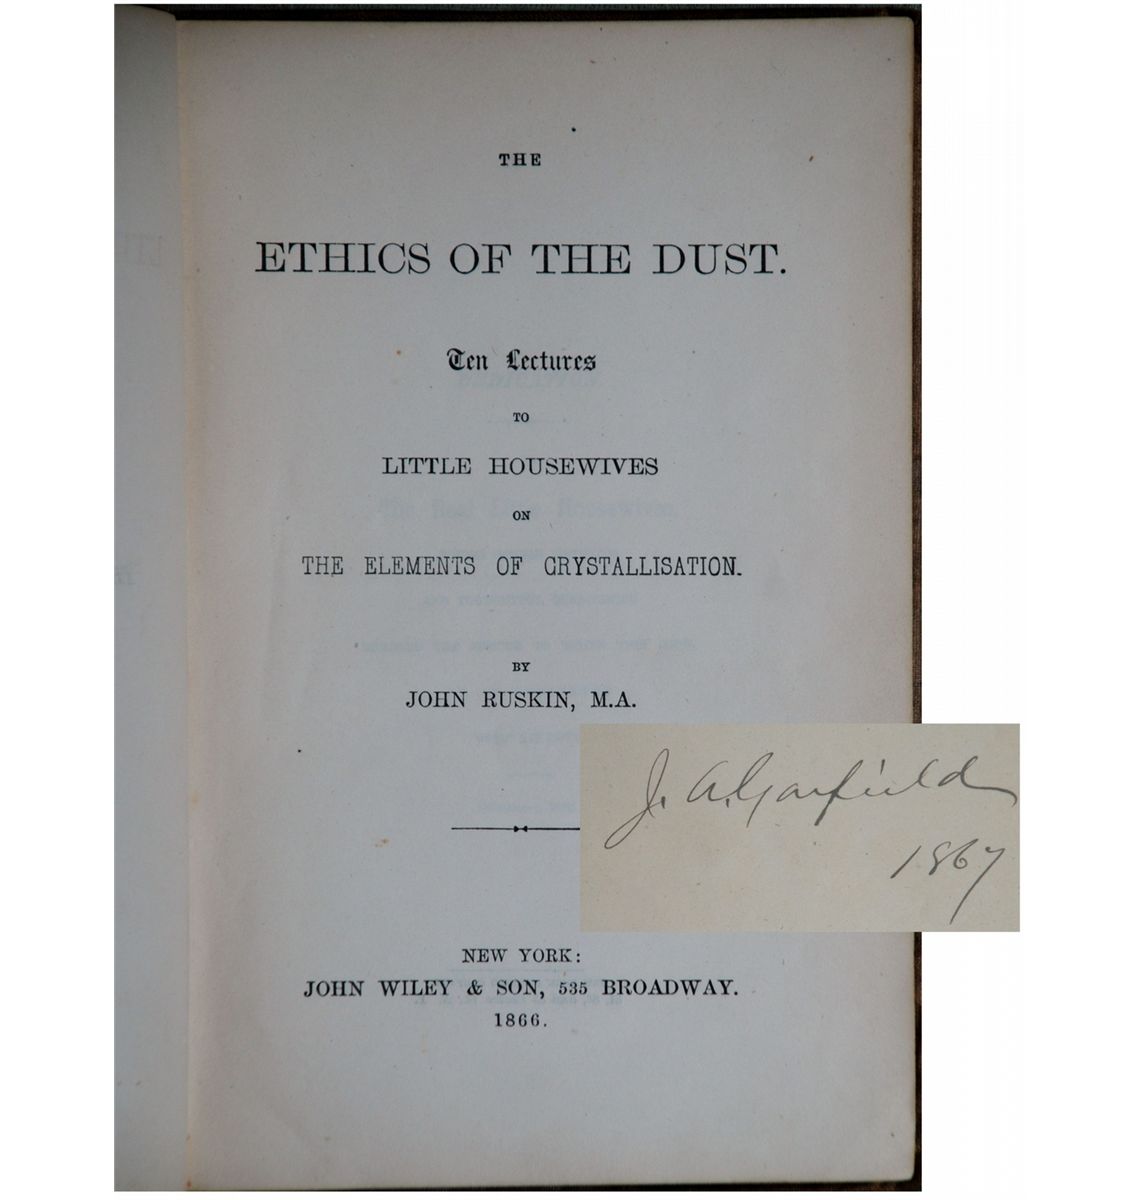 THE
ETHICS OF THE DUST.
Ten Lectures
TO
LITTLE HOUSEWIVES
ON
THE ELEMENTS OF CRYSTALLISATION.
BY
JOHN RUSKIN, M.A.
J. A. Garfield
1867
NEW YORK:
JOHN WILEY & SON, 535 BROADWAY.
1866.